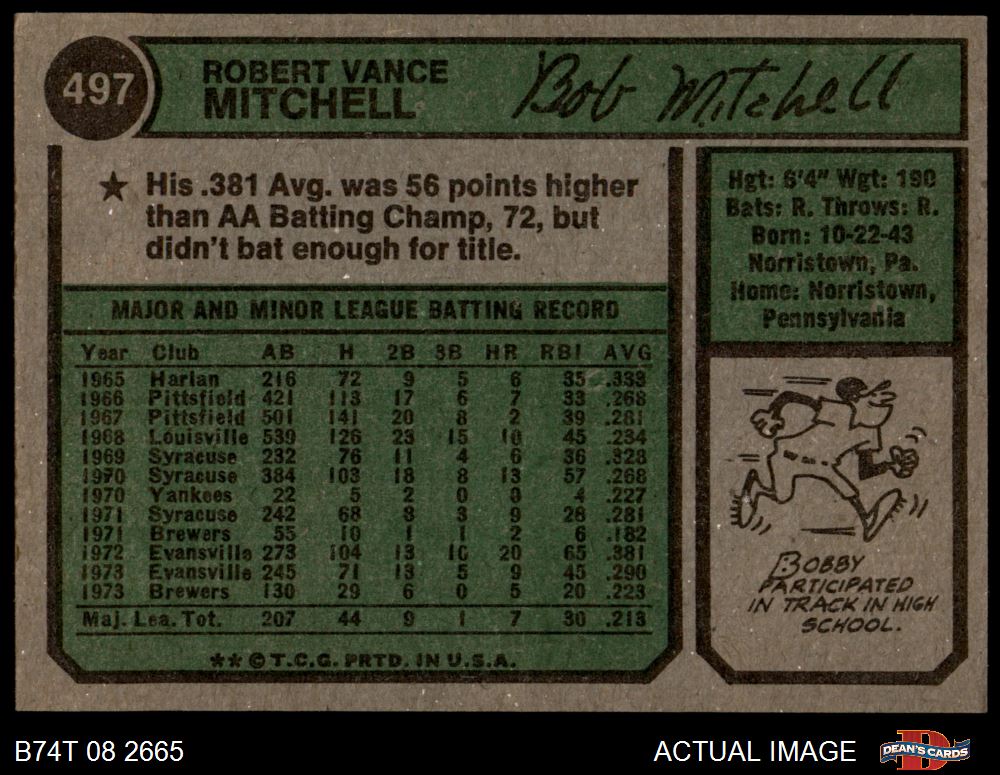 497
ROBERT VANCE
MITCHELL
Bob Mitchell
★ His .381 Avg. was 56 points higher
than AA Batting Champ, 72, but
didn't bat enough for title.
Hgt: 6'4" Wgt: 190
Bats: R. Throws: R.
Born: 10-22-43
Norristown, Pa.
Home: Norristown,
Pennsylvania
MAJOR AND MINOR LEAGUE BATTING RECORD
Year Club AB H 2B 3B HR RBI AVG
1965 Harlan 216 72 9 5 6 35 .333
1966 Pittsfield 421 113 17 6 7 33 .268
1967 Pittsfield 501 141 20 8 2 39 .281
1968 Louisville 539 126 23 15 10 45 .234
1969 Syracuse 232 76 11 4 6 36 .328
1970 Syracuse 384 103 18 8 13 57 .268
1970 Yankees 22 5 2 0 0 4 .227
1971 Syracuse 242 68 8 3 9 28 .281
1971 Brewers 55 10 1 1 2 6 .182
1972 Evansville 273 104 13 10 20 65 .381
1973 Evansville 245 71 13 5 9 45 .290
1973 Brewers 130 29 6 0 5 20 .223
Maj. Lea. Tot. 207 44 9 1 7 30 .213
**©T.C.G. PRTD. IN U.S.A.
BOBBY
PARTICIPATED
IN TRACK IN HIGH
SCHOOL.
B74T 08 2665
ACTUAL IMAGE
DEAN'S CARDS